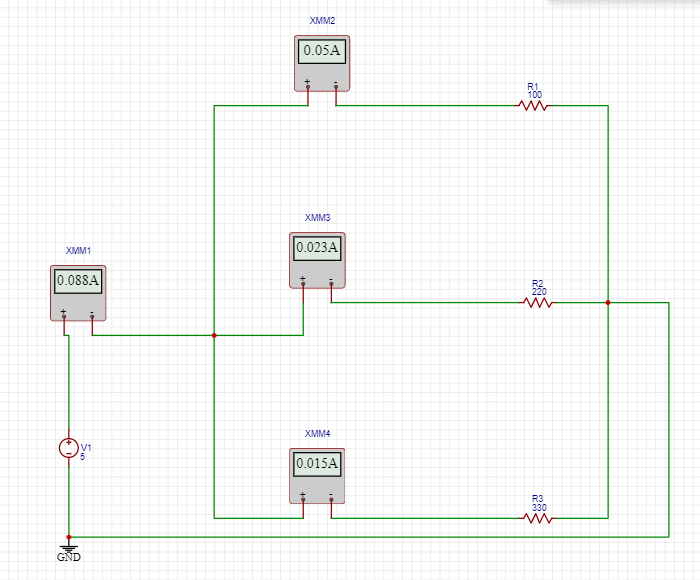 XMM2
0.05A
+ -
R1
100
XMM3
0.023A
+ -
XMM1
0.088A
+ -
R2
220
XMM4
0.015A
+ -
V1
5
R3
330
GND